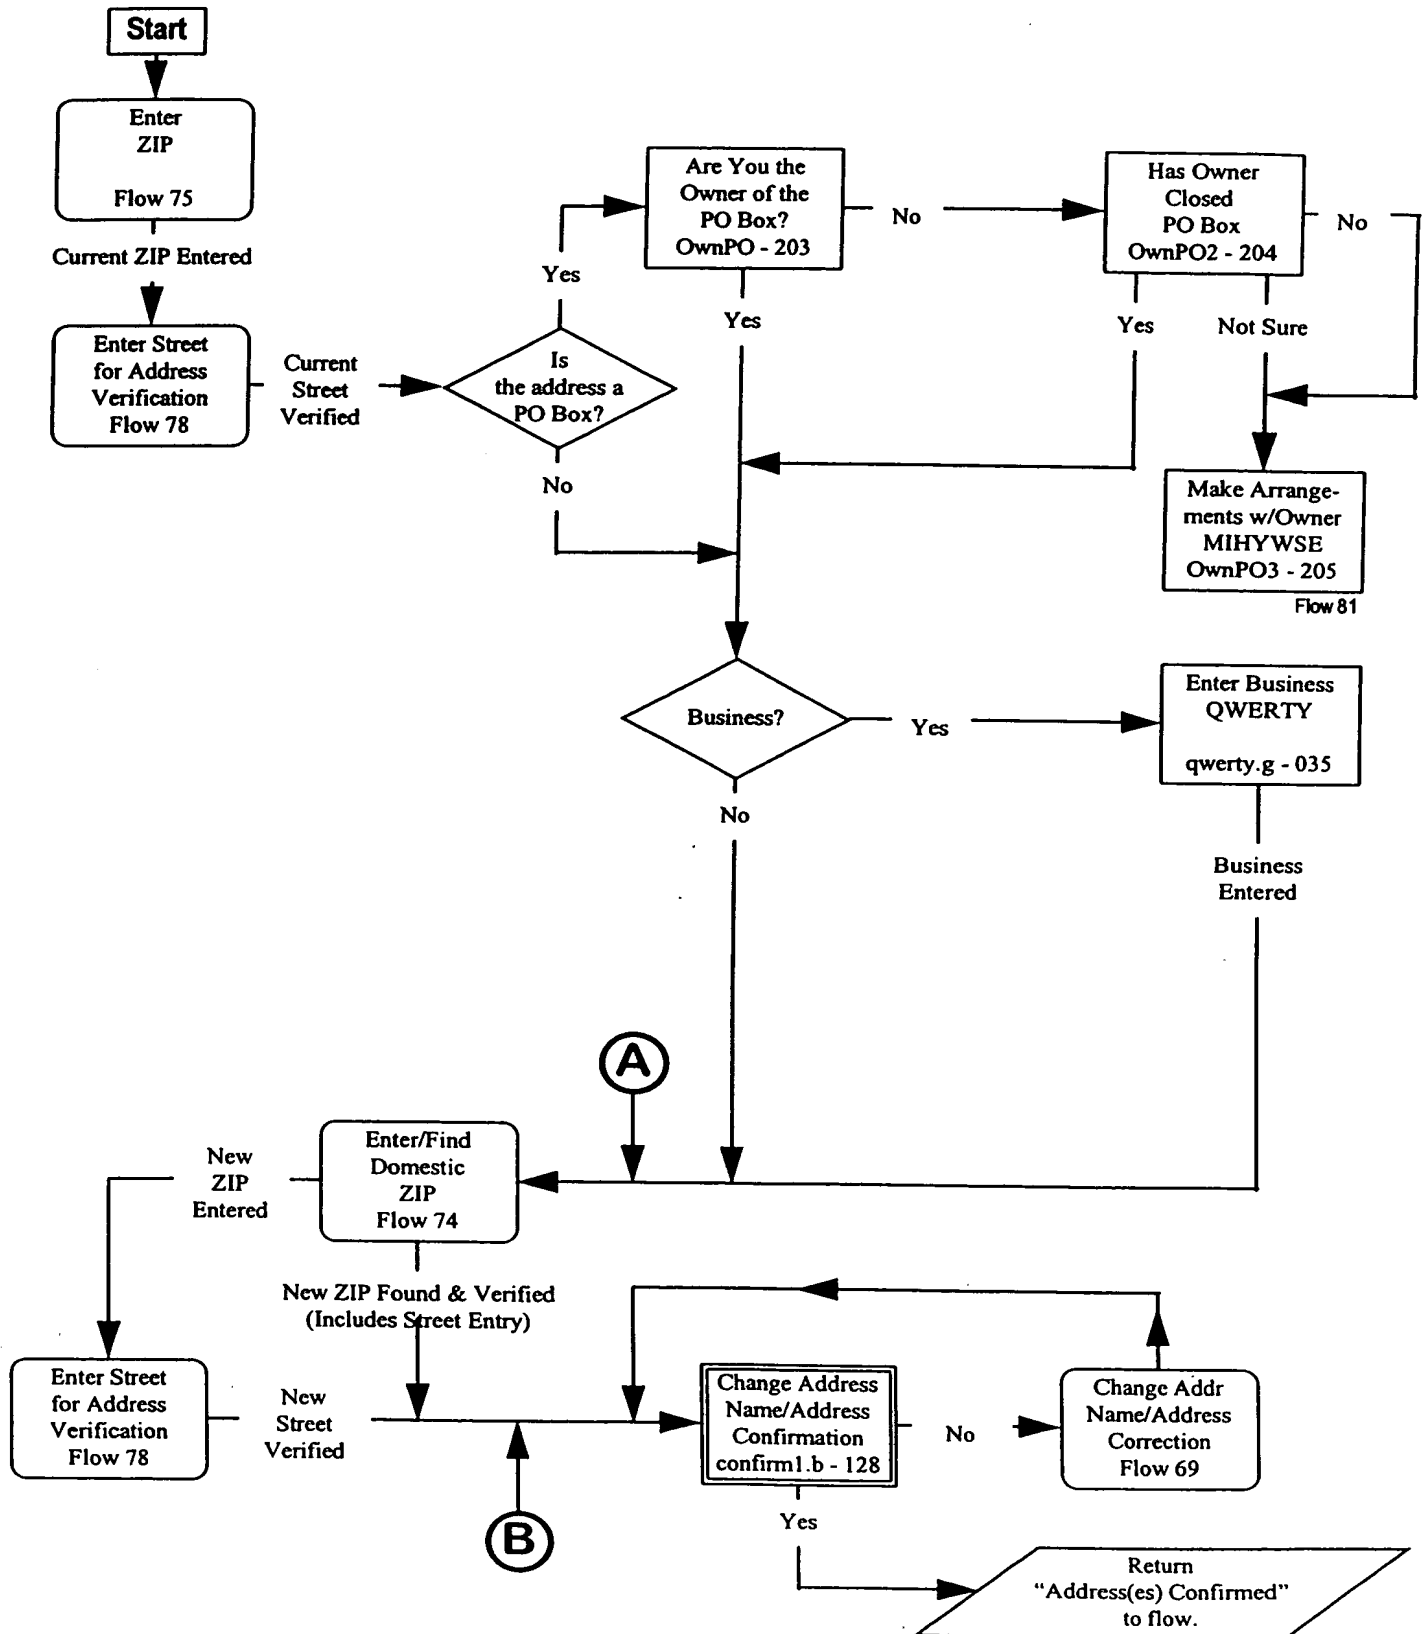 Start
Enter
ZIP
Flow 75
Current ZIP Entered
Enter Street
for Address
Verification
Flow 78
Current
Street
Verified
Is
the address a
PO Box?
Yes
No
Are You the
Owner of the
PO Box?
OwnPO - 203
No
Yes
Has Owner
Closed
PO Box
OwnPO2 - 204
No
Yes
Not Sure
Make Arrange-
ments w/Owner
MIHYWSE
OwnPO3 - 205
Flow 81
Business?
Yes
No
Enter Business
QWERTY
qwerty.g - 035
Business
Entered
A
Enter/Find
Domestic
ZIP
Flow 74
New
ZIP
Entered
New ZIP Found & Verified
(Includes Street Entry)
Enter Street
for Address
Verification
Flow 78
New
Street
Verified
B
Change Address
Name/Address
Confirmation
confirm1.b - 128
No
Change Addr
Name/Address
Correction
Flow 69
Yes
Return
“Address(es) Confirmed”
to flow.